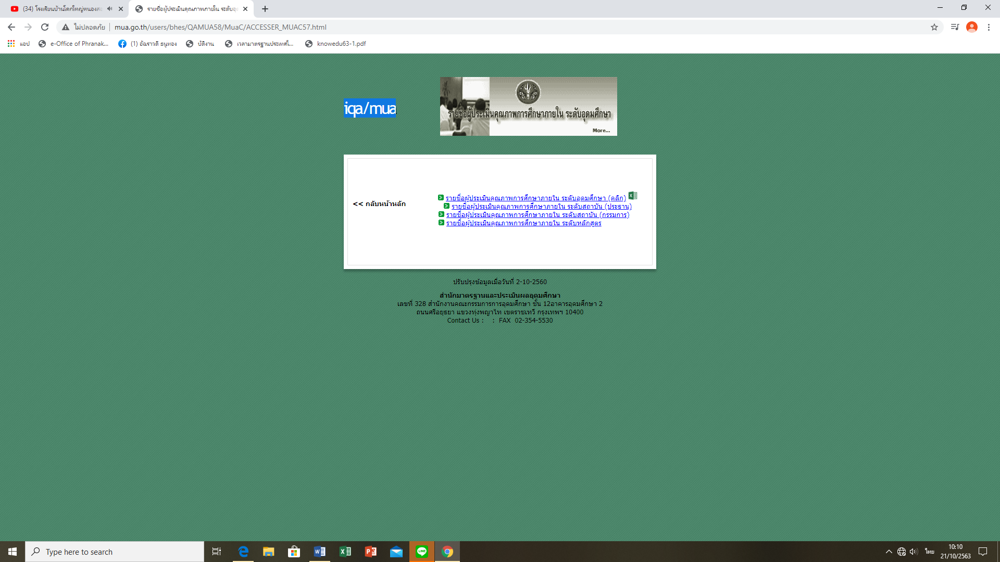 (34) โรงเรียนบ้านโคกใหญ่หนองสอ
รายชื่อผู้ประเมินคุณภาพภายใน ระดับอุด
ไม่ปลอดภัย
mua.go.th/users/bhes/QAMUA58/MuaC/ACCESSER_MUAC57.html
แอป
e-Office of Phranak...
(1) อัฉราวดี ธนูทอง
บัติงาน
เวลามาตรฐานประเทศไ...
knowedu63-1.pdf
iqa/mua
รายชื่อผู้ประเมินคุณภาพการศึกษาภายใน ระดับอุดมศึกษา
More...
<< กลับหน้าหลัก
รายชื่อผู้ประเมินคุณภาพการศึกษาภายใน ระดับอุดมศึกษา (คลิก)
รายชื่อผู้ประเมินคุณภาพการศึกษาภายใน ระดับสถาบัน (ประธาน)
รายชื่อผู้ประเมินคุณภาพการศึกษาภายใน ระดับสถาบัน (กรรมการ)
รายชื่อผู้ประเมินคุณภาพการศึกษาภายใน ระดับหลักสูตร
ปรับปรุงข้อมูลเมื่อวันที่ 2-10-2560
สำนักมาตรฐานและประเมินผลอุดมศึกษา
เลขที่ 328 สำนักงานคณะกรรมการการอุดมศึกษา ชั้น 12อาคารอุดมศึกษา 2
ถนนศรีอยุธยา แขวงทุ่งพญาไท เขตราชเทวี กรุงเทพฯ 10400
Contact Us : : FAX 02-354-5530
Type here to search
ไทย
10:10
21/10/2563